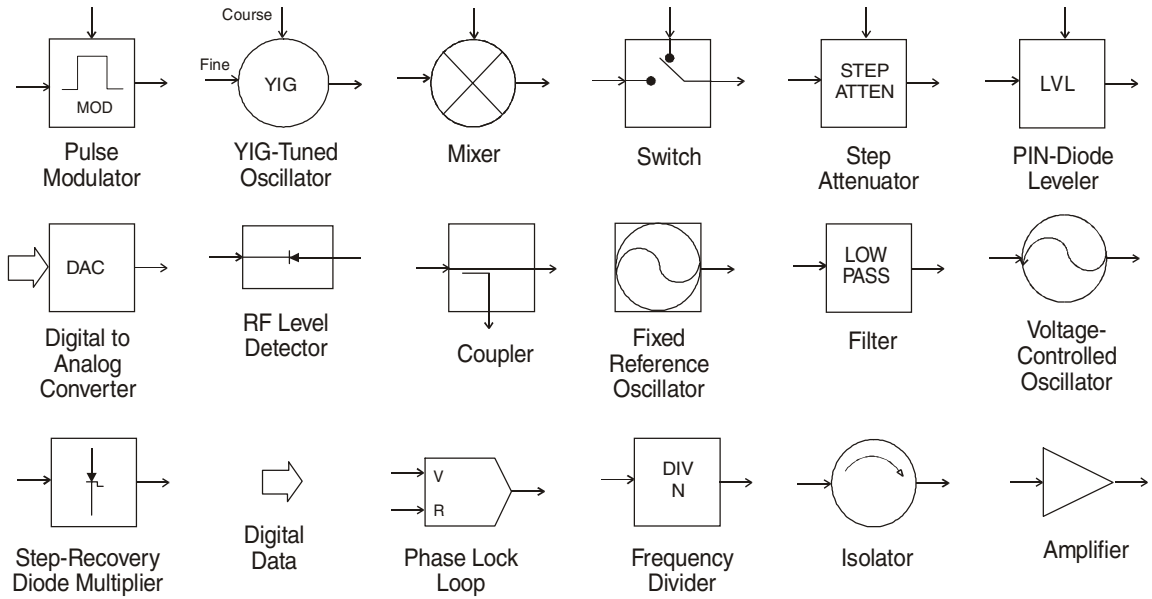 Course
Fine
MOD
YIG
STEP
ATTEN
LVL
Pulse
Modulator
YIG-Tuned
Oscillator
Mixer
Switch
Step
Attenuator
PIN-Diode
Leveler
DAC
LOW
PASS
Digital to
Analog
Converter
RF Level
Detector
Coupler
Fixed
Reference
Oscillator
Filter
Voltage-
Controlled
Oscillator
V
R
DIV
N
Step-Recovery
Diode Multiplier
Digital
Data
Phase Lock
Loop
Frequency
Divider
Isolator
Amplifier